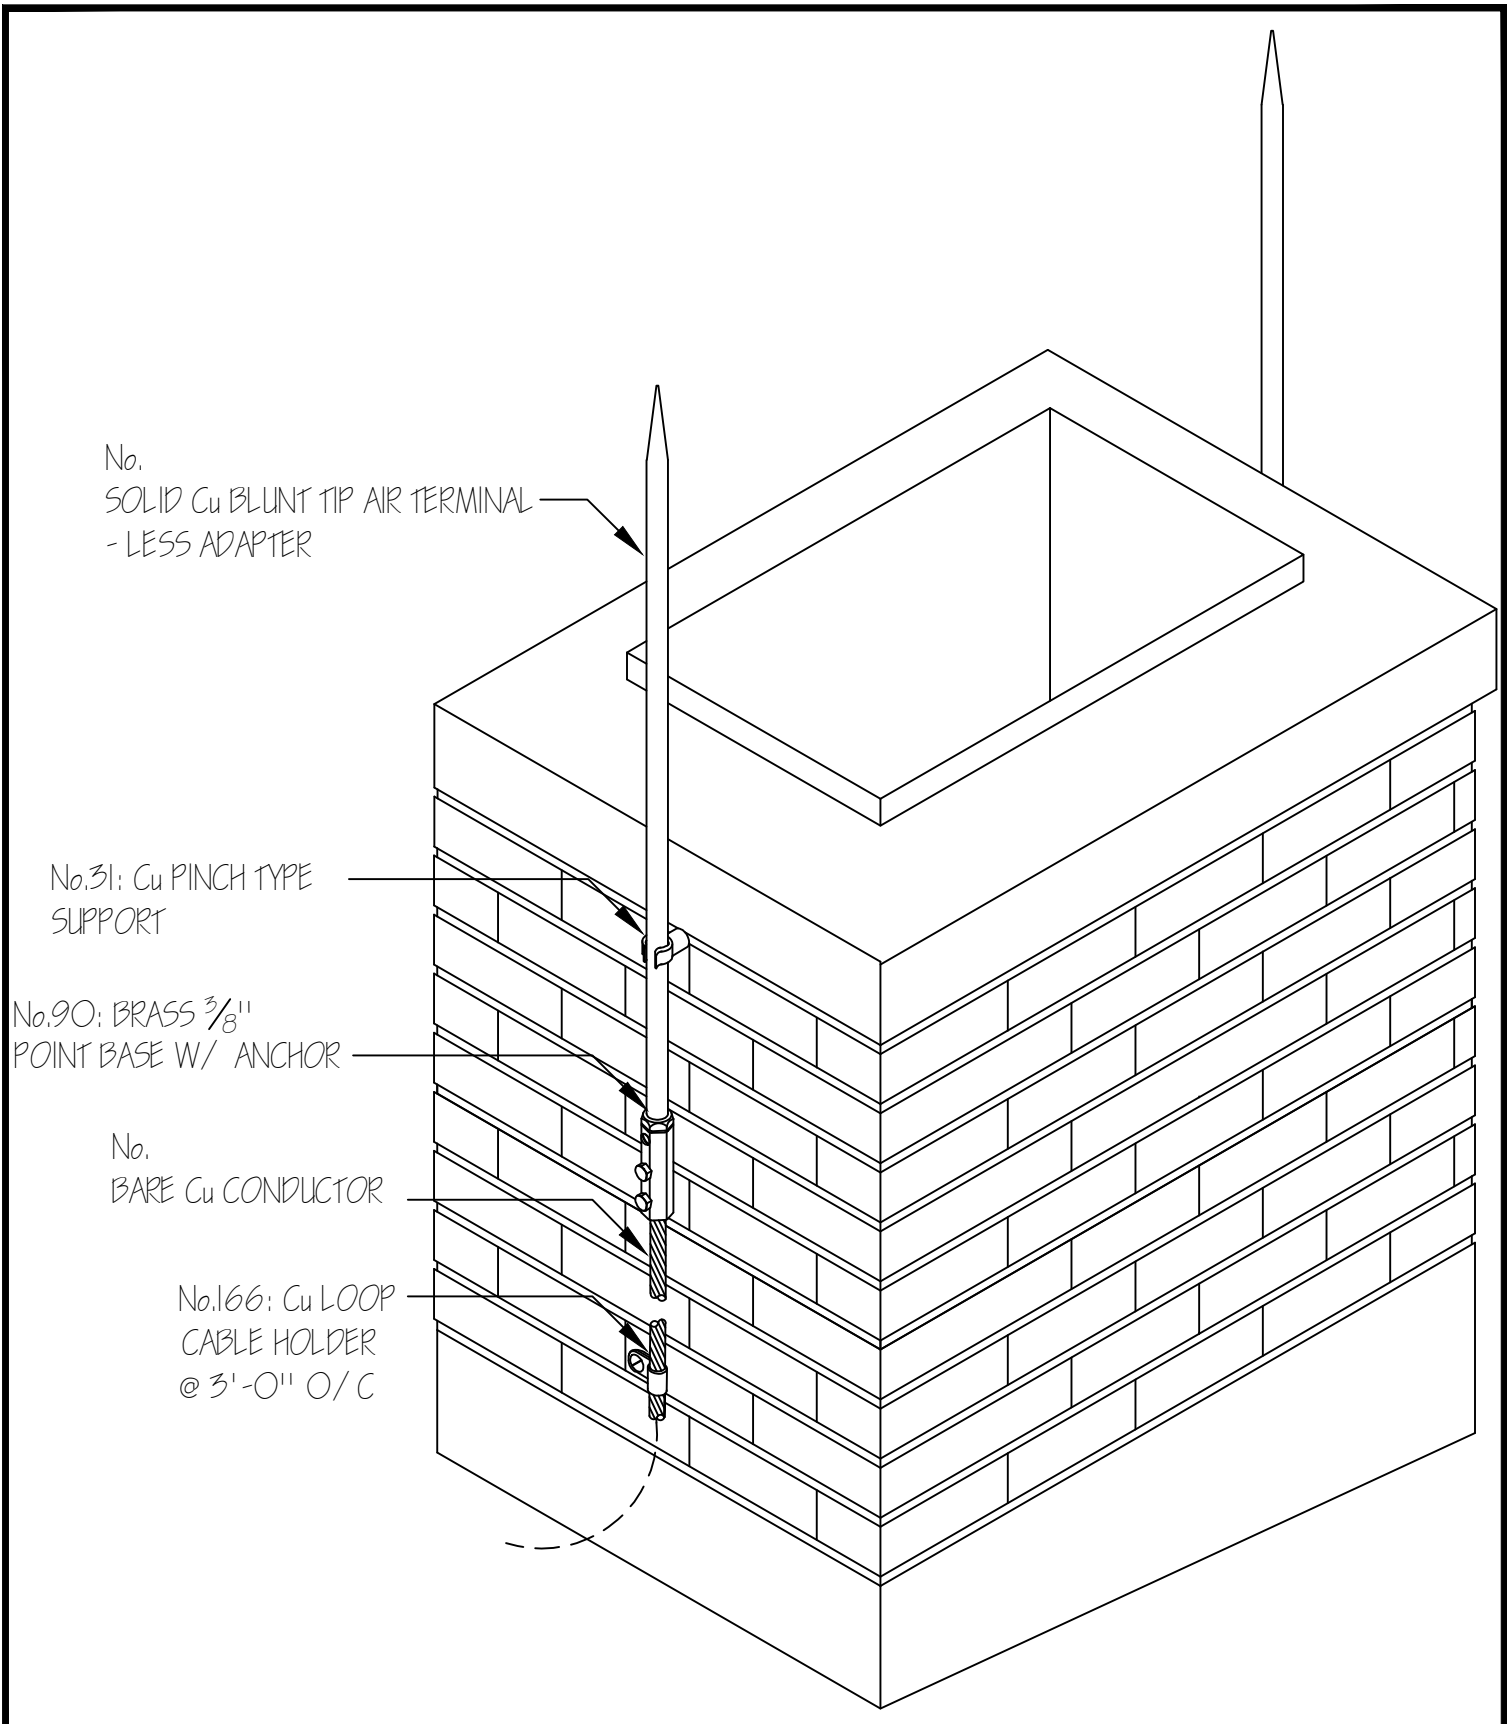 No.
SOLID Cu BLUNT TIP AIR TERMINAL
- LESS ADAPTER
No.31: Cu PINCH TYPE
SUPPORT
No.90: BRASS 3/8"
POINT BASE W/ ANCHOR
No.
BARE Cu CONDUCTOR
No.166: Cu LOOP
CABLE HOLDER
@ 3'-0" O/C